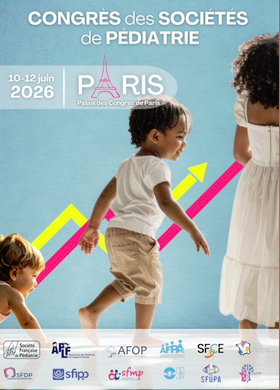 CONGRÈS des SOCIÉTÉS
de PÉDIATRIE
10-12 juin
2026
PARIS
Palais des Congrès de Paris
Société
Française
de Pédiatrie
AFOP
AFPA
SFCE
SFDP
sfipp
sfmp
SFUPA